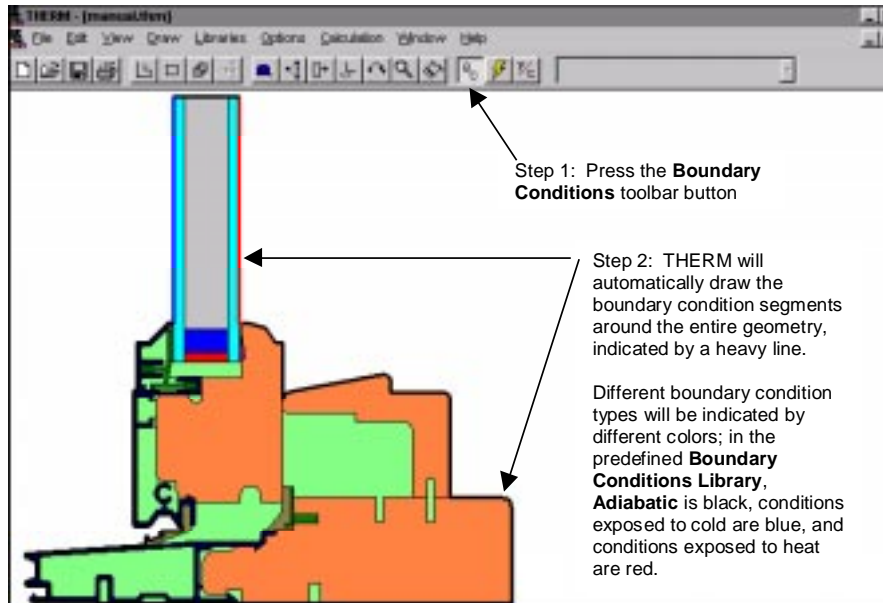 THERM - [manual.thm]
File Edit View Draw Libraries Options Calculation Window Help
Step 1: Press the Boundary
Conditions toolbar button
Step 2: THERM will
automatically draw the
boundary condition segments
around the entire geometry,
indicated by a heavy line.
Different boundary condition
types will be indicated by
different colors; in the
predefined Boundary
Conditions Library,
Adiabatic is black, conditions
exposed to cold are blue, and
conditions exposed to heat
are red.